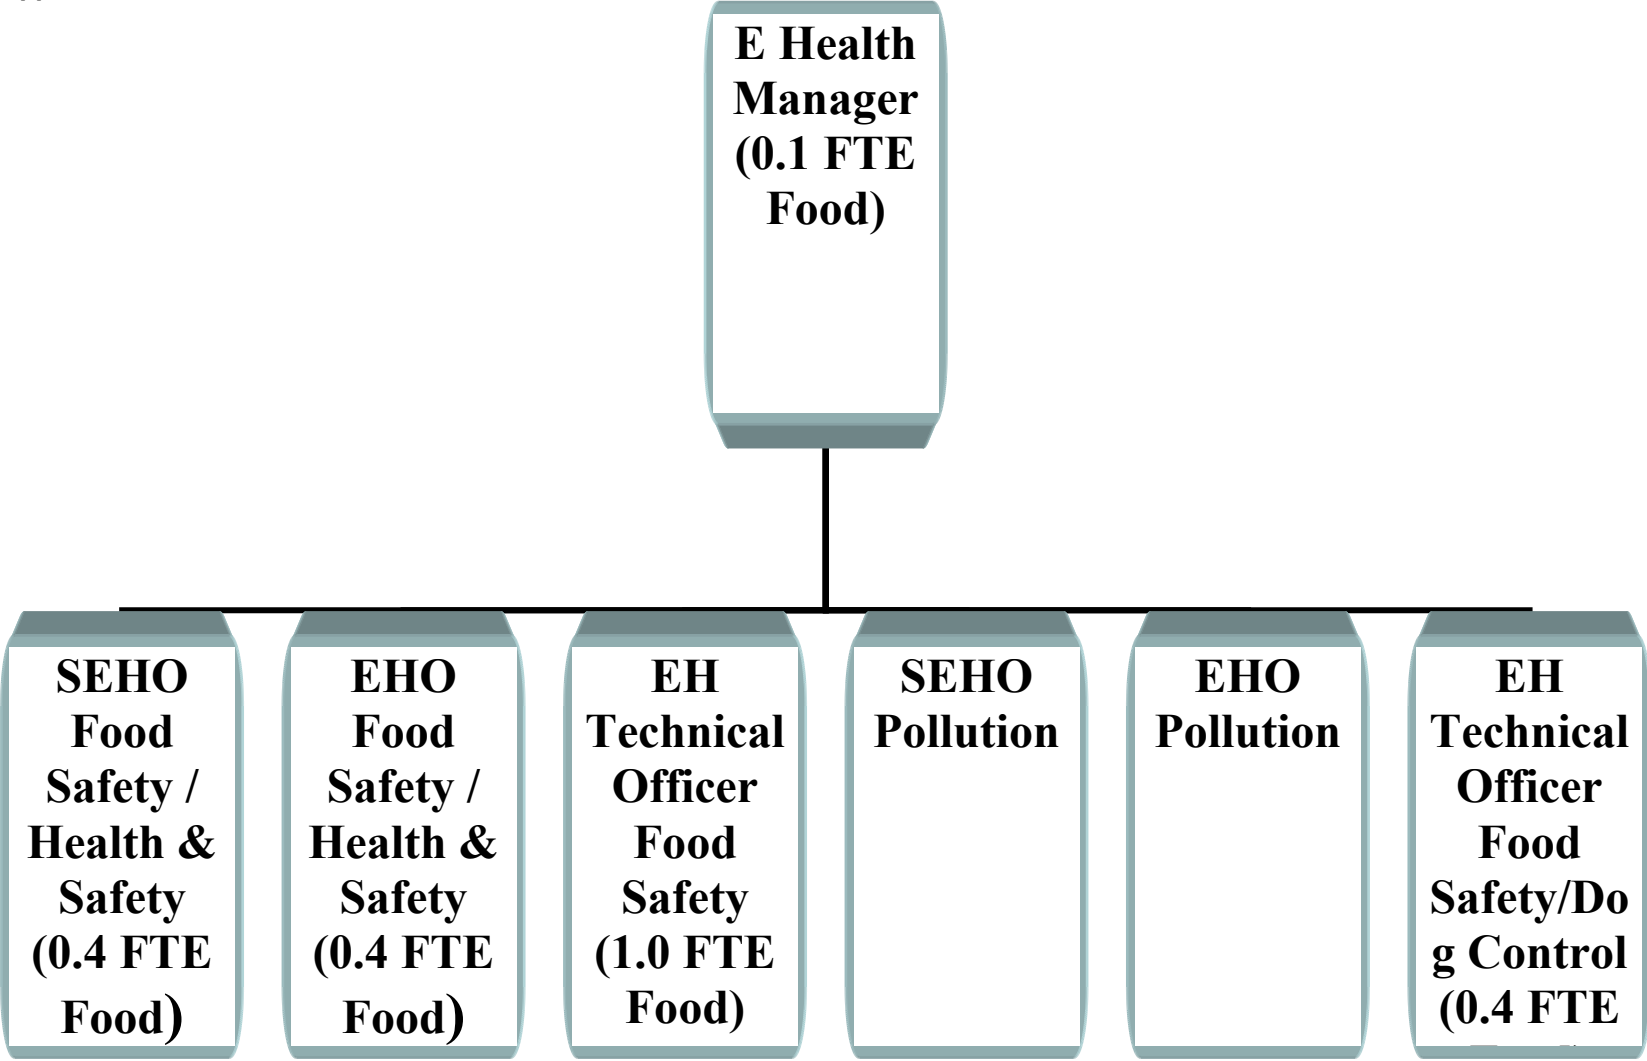 E Health
Manager
(0.1 FTE
Food)
SEHO
Food
Safety /
Health &
Safety
(0.4 FTE
Food)
EHO
Food
Safety /
Health &
Safety
(0.4 FTE
Food)
EH
Technical
Officer
Food
Safety
(1.0 FTE
Food)
SEHO
Pollution
EHO
Pollution
EH
Technical
Officer
Food
Safety/Do
g Control
(0.4 FTE